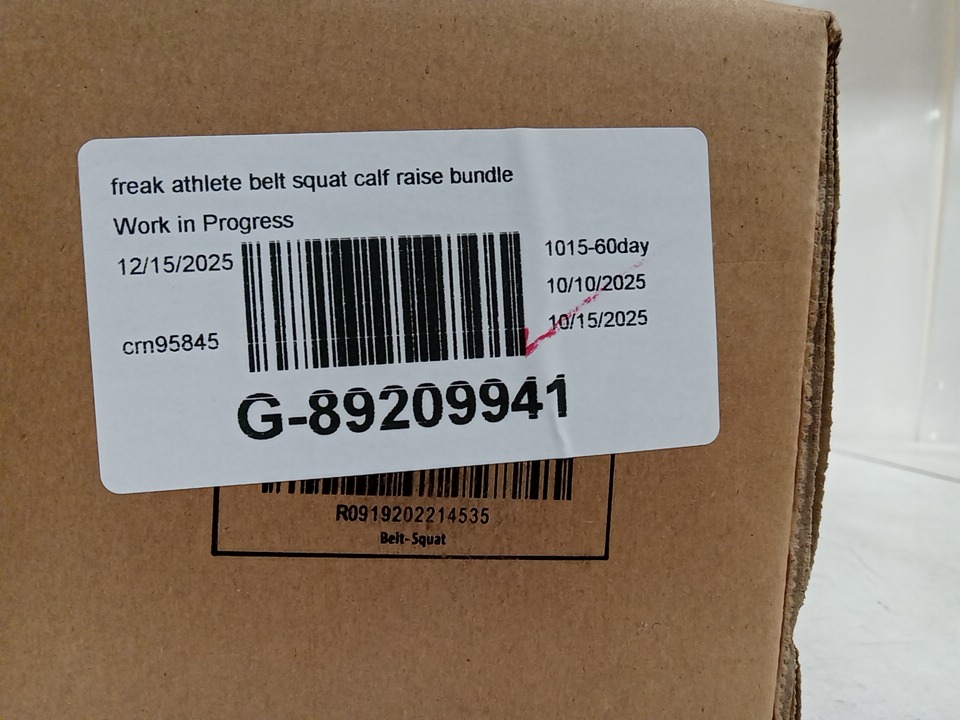 freak athlete belt squat calf raise bundle
Work in Progress
12/15/2025
1015-60day
10/10/2025
10/15/2025
crn95845
G-89209941
R0919202214535
Belt-Squat